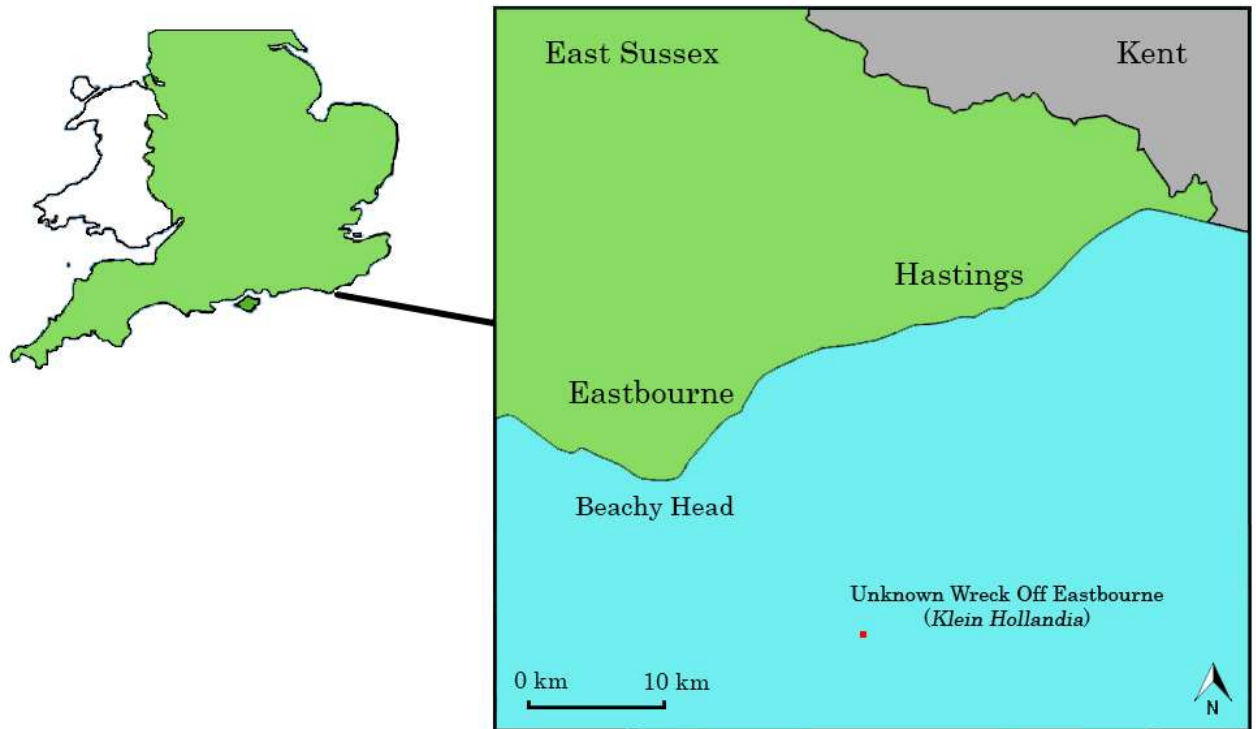 East Sussex
Kent
Hastings
Eastbourne
Beachy Head
Unknown Wreck Off Eastbourne
(Klein Hollandia)
0 km 10 km
N